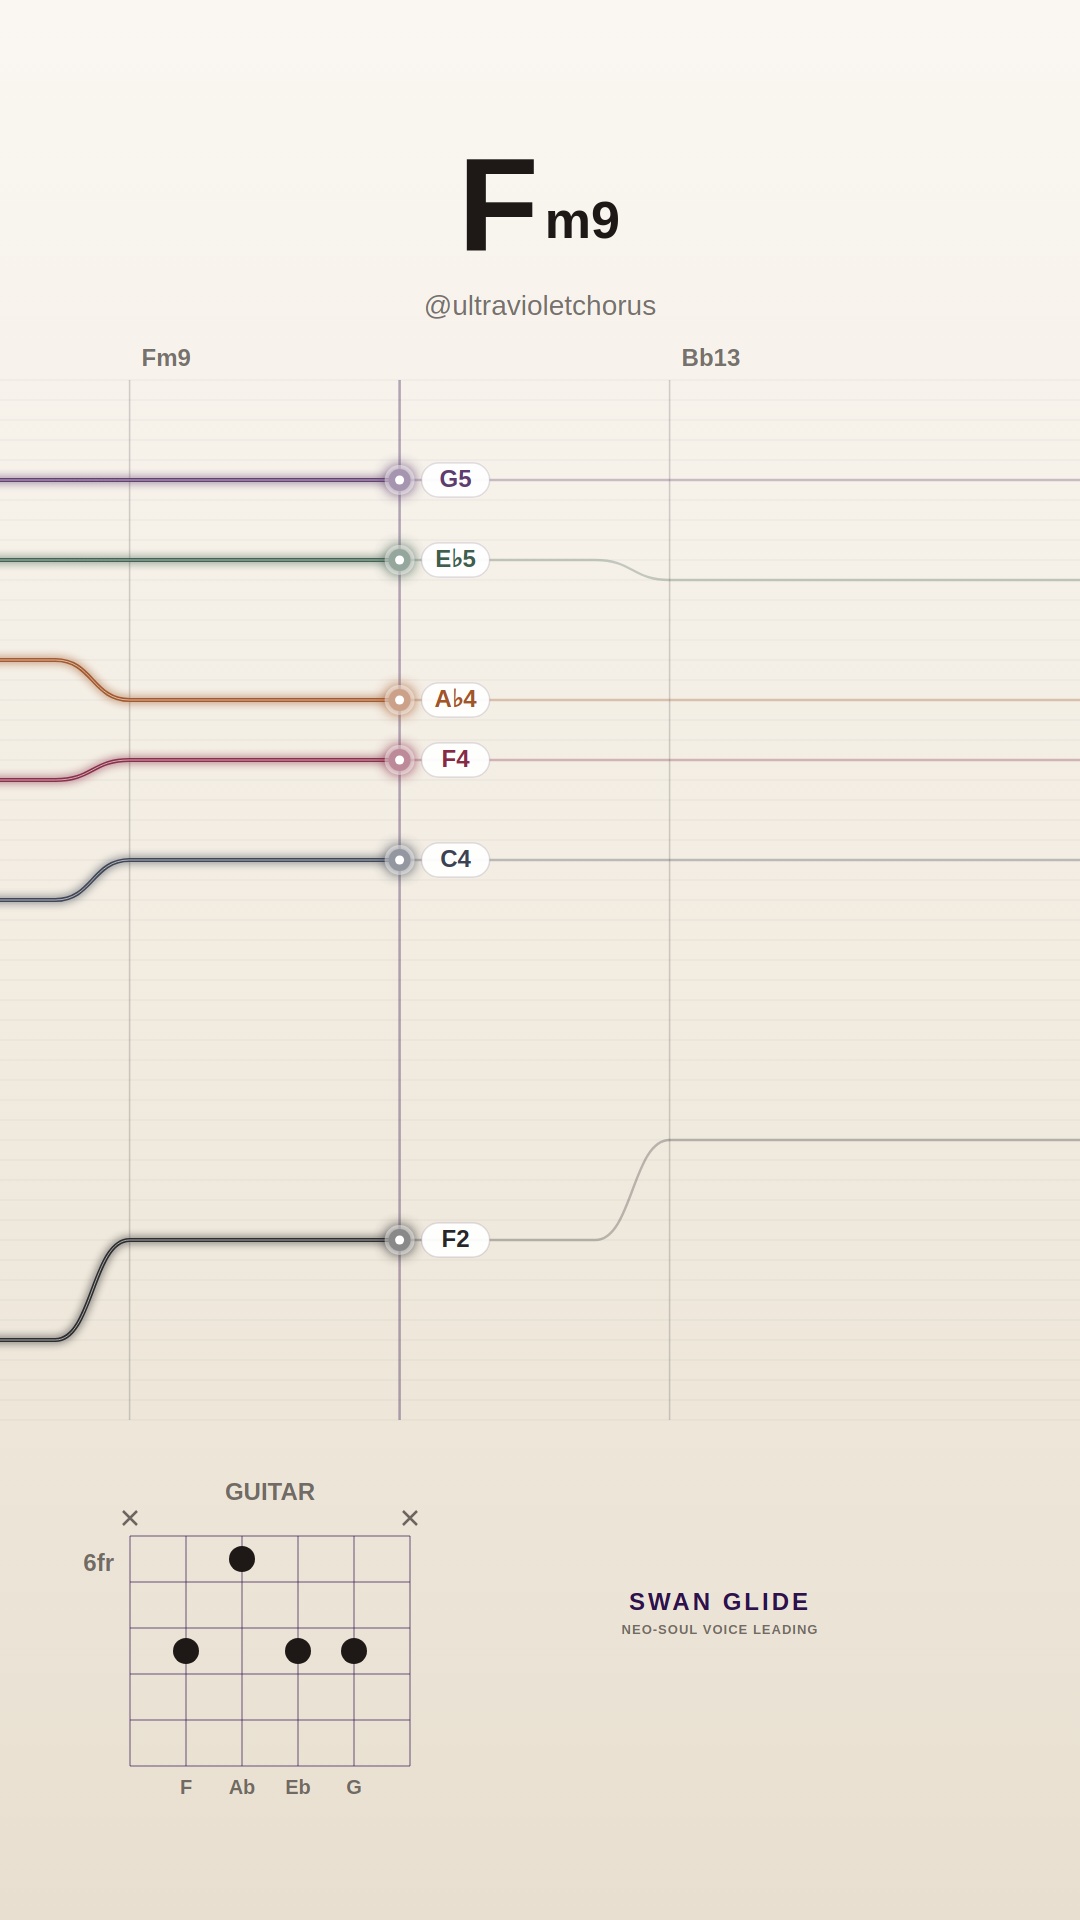 F m9
@ultravioletchorus
Fm9 Bb13
G5
E♭5
A♭4
F4
C4
F2
GUITAR
× ×
6fr
SWAN GLIDE
NEO-SOUL VOICE LEADING
F Ab Eb G